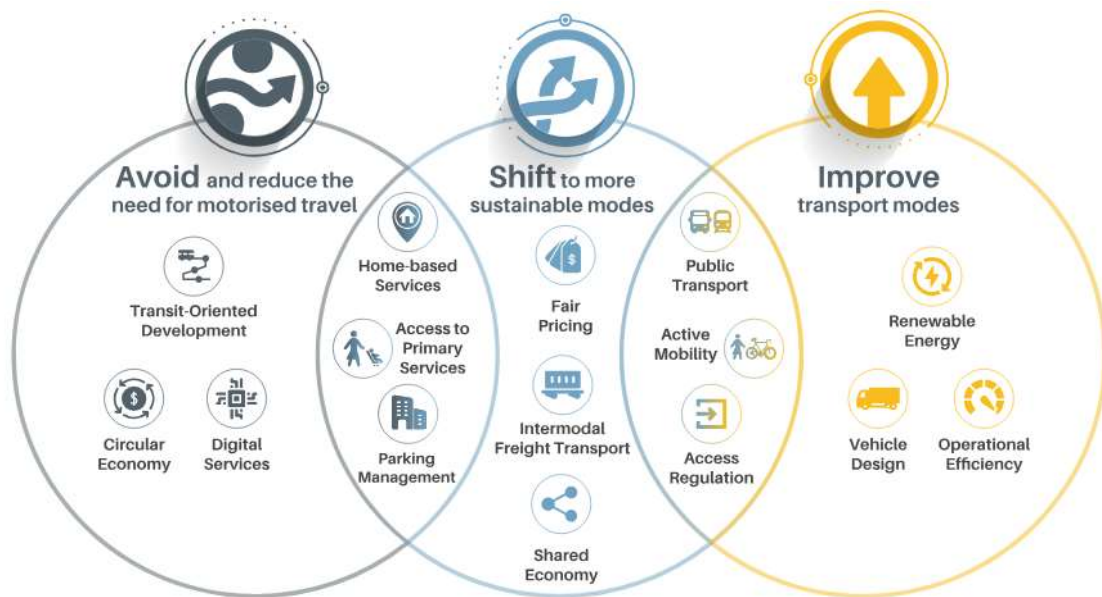 Avoid and reduce the
need for motorised travel
Transit-Oriented
Development
Circular
Economy
Digital
Services
Home-based
Services
Access to
Primary
Services
Parking
Management
Shift to more
sustainable modes
$
Fair
Pricing
Intermodal
Freight Transport
Shared
Economy
Public
Transport
Active
Mobility
Access
Regulation
Improve
transport modes
Renewable
Energy
Vehicle
Design
Operational
Efficiency